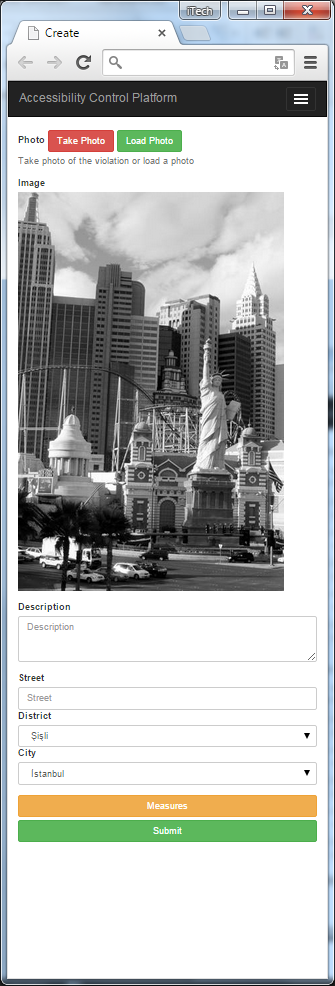 iTech
Create
Accessibility Control Platform
Photo Take Photo Load Photo
Take photo of the violation or load a photo
Image
Description
Description
Street
Street
District
Şişli
City
İstanbul
Measures
Submit